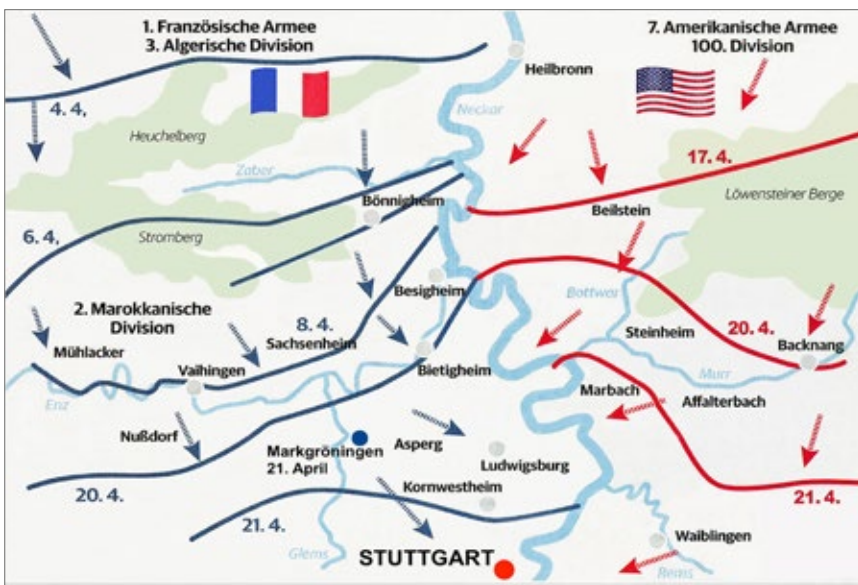 1. Französische Armee
3. Algerische Division
7. Amerikanische Armee
100. Division
Heilbronn
Neckar
4. 4.
Heuchelberg
17. 4.
Zaber
Löwensteiner Berge
Bönnigheim
Beilstein
6. 4.
Stromberg
Besigheim
Bottwar
2. Marokkanische
Division
8. 4.
Sachsenheim
Steinheim
20. 4.
Backnang
Mühlacker
Vaihingen
Bietigheim
Murr
Enz
Marbach
Affalterbach
Nußdorf
Markgröningen
21. April
Asperg
Ludwigsburg
20. 4.
Kornwestheim
21. 4.
21. 4.
Waiblingen
Glems
STUTTGART
Rems